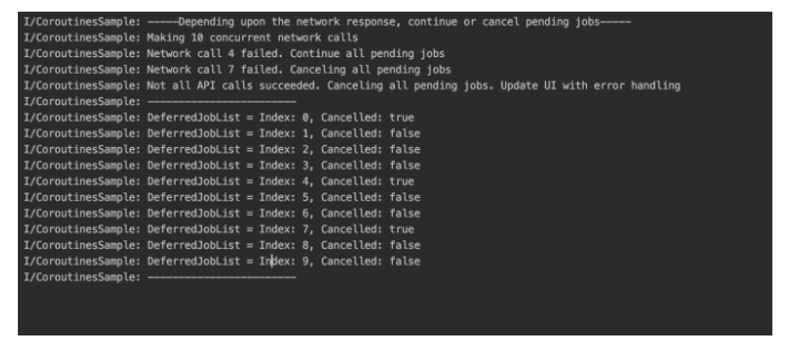 I/CoroutinesSample: —————Depending upon the network response, continue or cancel pending jobs—————
I/CoroutinesSample: Making 10 concurrent network calls
I/CoroutinesSample: Network call 4 failed. Continue all pending jobs
I/CoroutinesSample: Network call 7 failed. Canceling all pending jobs
I/CoroutinesSample: Not all API calls succeeded. Canceling all pending jobs. Update UI with error handling
I/CoroutinesSample: ————————————————————————
I/CoroutinesSample: DeferredJobList = Index: 0, Cancelled: true
I/CoroutinesSample: DeferredJobList = Index: 1, Cancelled: false
I/CoroutinesSample: DeferredJobList = Index: 2, Cancelled: false
I/CoroutinesSample: DeferredJobList = Index: 3, Cancelled: false
I/CoroutinesSample: DeferredJobList = Index: 4, Cancelled: true
I/CoroutinesSample: DeferredJobList = Index: 5, Cancelled: false
I/CoroutinesSample: DeferredJobList = Index: 6, Cancelled: false
I/CoroutinesSample: DeferredJobList = Index: 7, Cancelled: true
I/CoroutinesSample: DeferredJobList = Index: 8, Cancelled: false
I/CoroutinesSample: DeferredJobList = Index: 9, Cancelled: false
I/CoroutinesSample: ————————————————————————